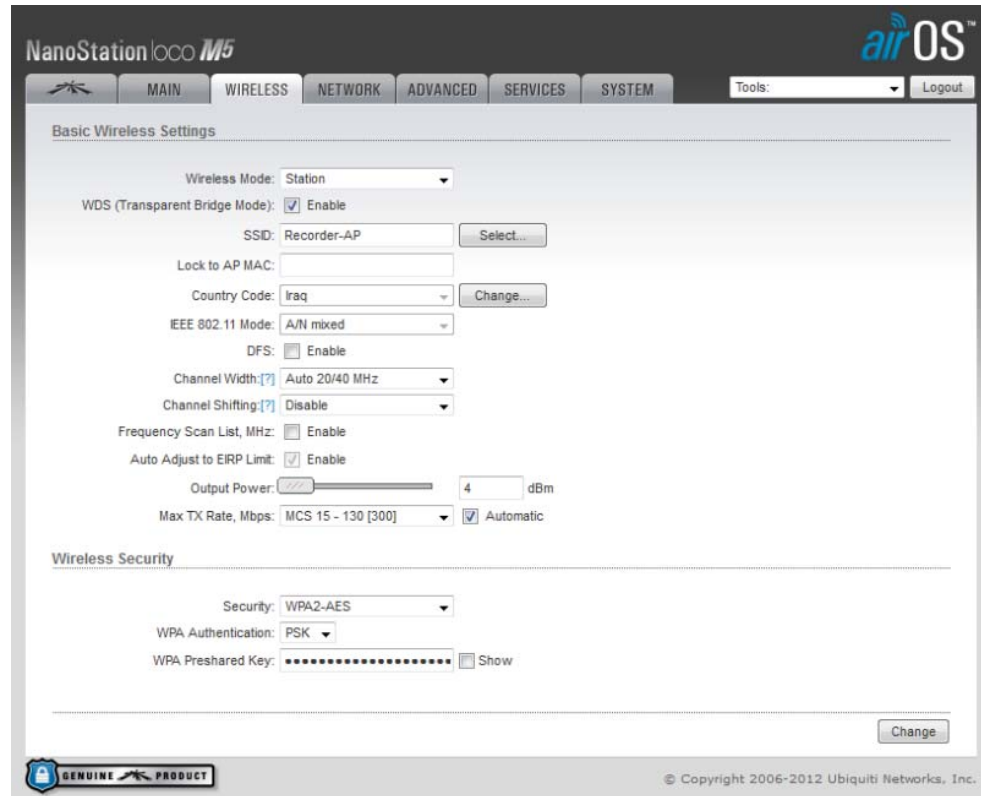 NanoStation loco M5
airOS™
MAIN WIRELESS NETWORK ADVANCED SERVICES SYSTEM Tools: Logout
Basic Wireless Settings
Wireless Mode: Station
WDS (Transparent Bridge Mode): Enable
SSID: Recorder-AP Select...
Lock to AP MAC:
Country Code: Iraq Change...
IEEE 802.11 Mode: A/N mixed
DFS: Enable
Channel Width:[?] Auto 20/40 MHz
Channel Shifting:[?] Disable
Frequency Scan List, MHz: Enable
Auto Adjust to EIRP Limit: Enable
Output Power: 4 dBm
Max TX Rate, Mbps: MCS 15 - 130 [300] Automatic
Wireless Security
Security: WPA2-AES
WPA Authentication: PSK
WPA Preshared Key: •••••••••••••••••••• Show
Change
GENUINE PRODUCT
© Copyright 2006-2012 Ubiquiti Networks, Inc.